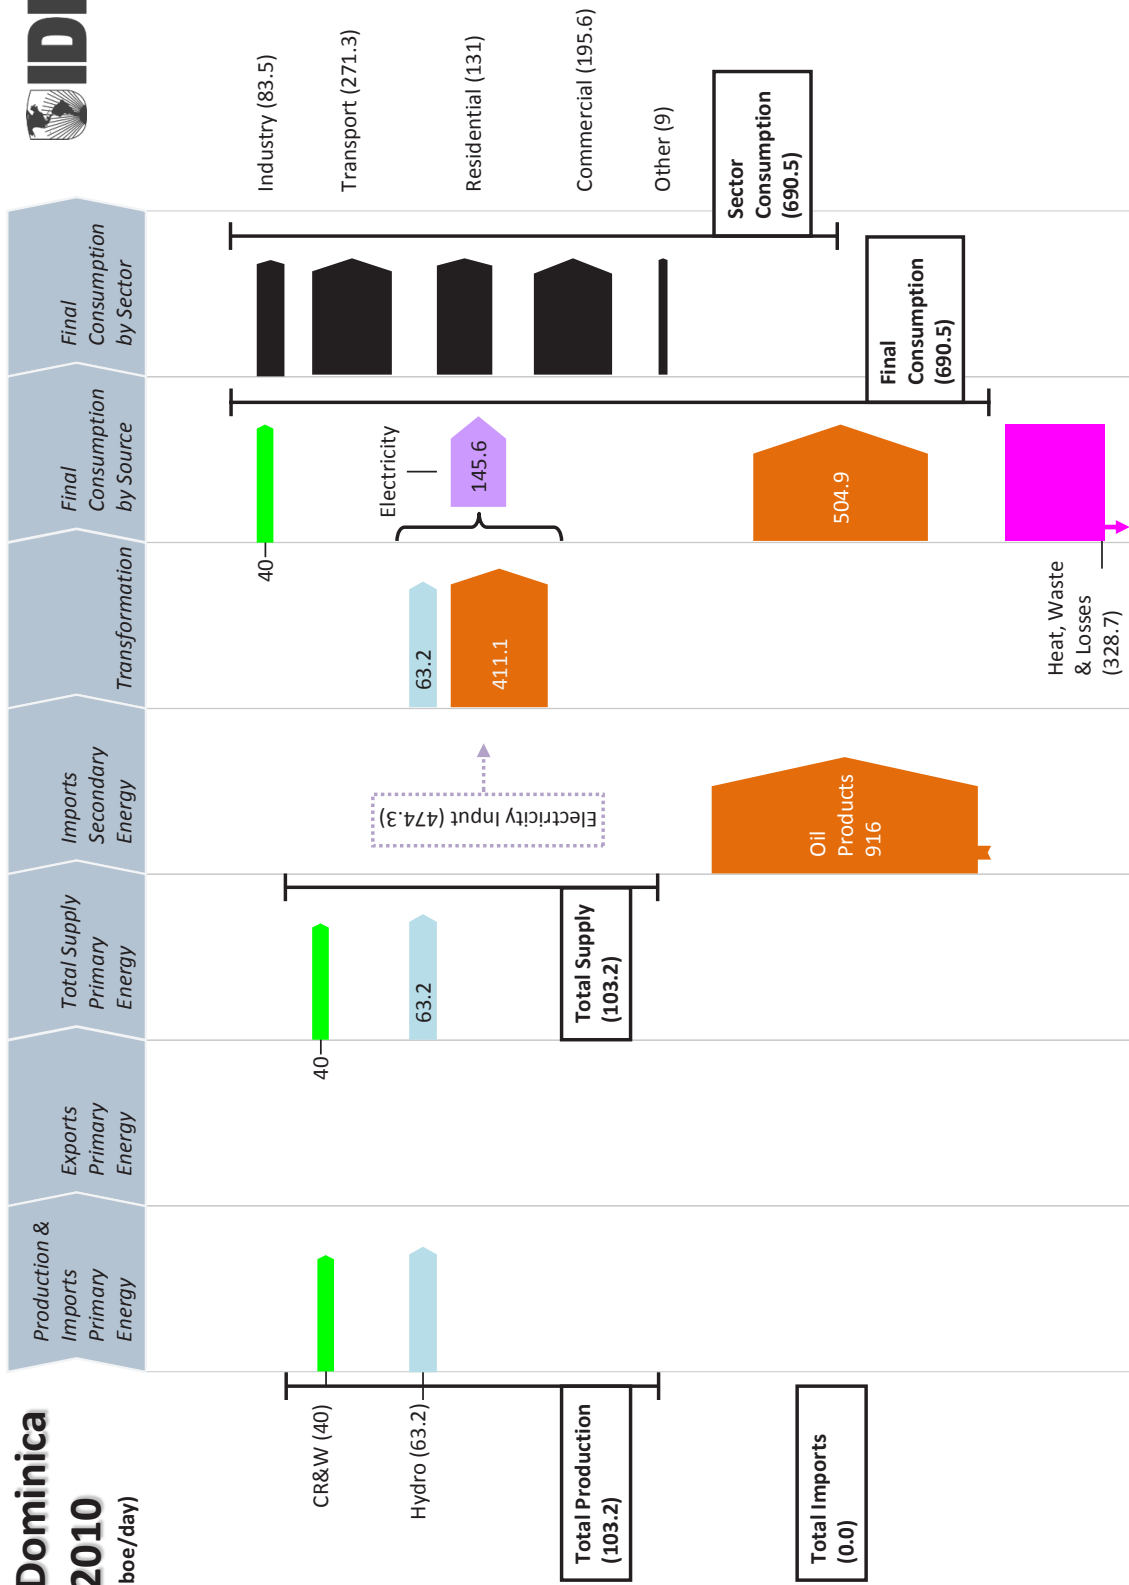 Dominica
2010
boe/day)
IDB
Production &
Imports
Primary
Energy
Exports
Primary
Energy
Total Supply
Primary
Energy
Imports
Secondary
Energy
Transformation
Final
Consumption
by Source
Final
Consumption
by Sector
CR&W (40)
Hydro (63.2)
Total Production
(103.2)
Total Imports
(0.0)
40
63.2
Total Supply
(103.2)
Electricity Input (474.3)
Oil
Products
916
63.2
411.1
40
Electricity
145.6
504.9
Heat, Waste
& Losses
(328.7)
Final
Consumption
(690.5)
Industry (83.5)
Transport (271.3)
Residential (131)
Commercial (195.6)
Other (9)
Sector
Consumption
(690.5)